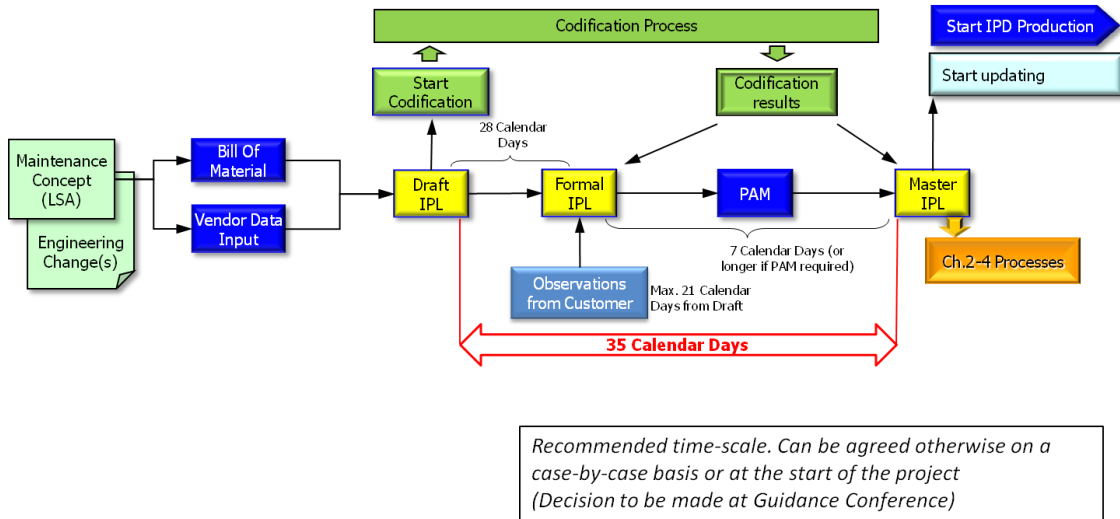 Codification Process
Start IPD Production
Start updating
Start
Codification
Codification
results
28 Calendar
Days
Maintenance
Concept
(LSA)
Engineering
Change(s)
Bill Of
Material
Vendor Data
Input
Draft
IPL
Formal
IPL
PAM
Master
IPL
7 Calendar Days (or
longer if PAM required)
Ch.2-4 Processes
Observations
from Customer
Max. 21 Calendar
Days from Draft
35 Calendar Days
Recommended time-scale. Can be agreed otherwise on a
case-by-case basis or at the start of the project
(Decision to be made at Guidance Conference)